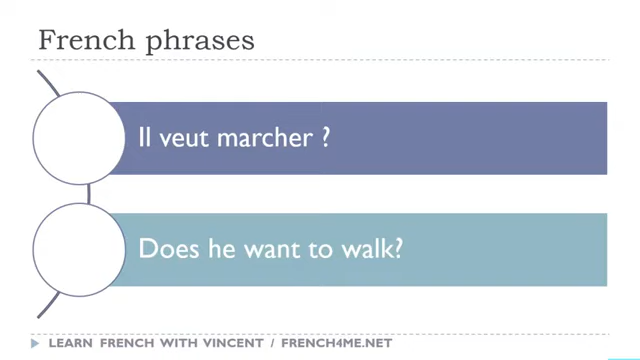 French phrases
Il veut marcher ?
Does he want to walk?
LEARN FRENCH WITH VINCENT / FRENCH4ME.NET